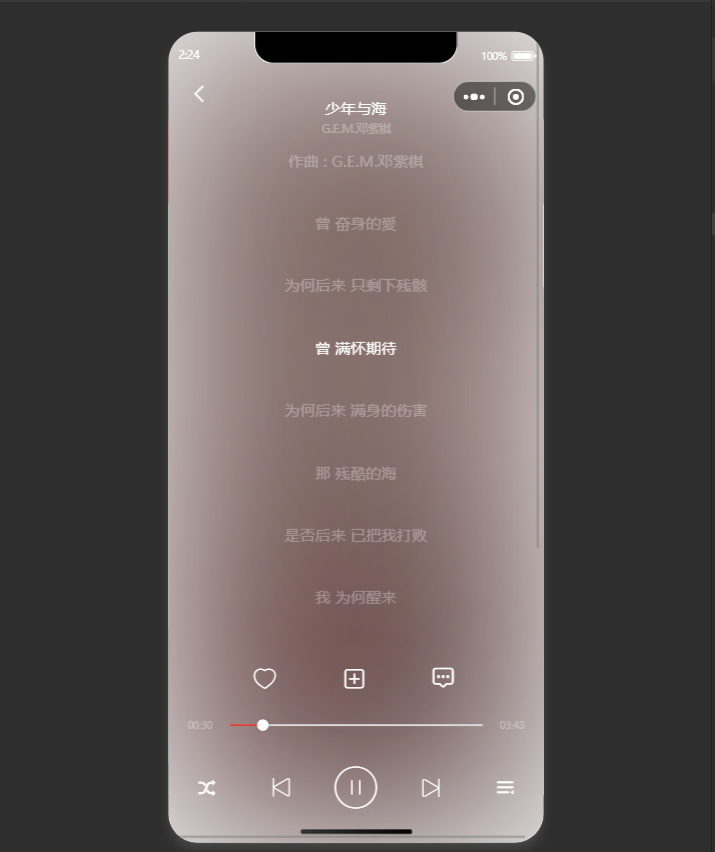 2:24
100%
少年与海
G.E.M.邓紫棋
作曲 : G.E.M.邓紫棋
曾 奋身的愛
为何后来 只剩下残骸
曾 满怀期待
为何后来 满身的伤害
那 残酷的海
是否后来 已把我打败
我 为何醒来
00:30
03:43